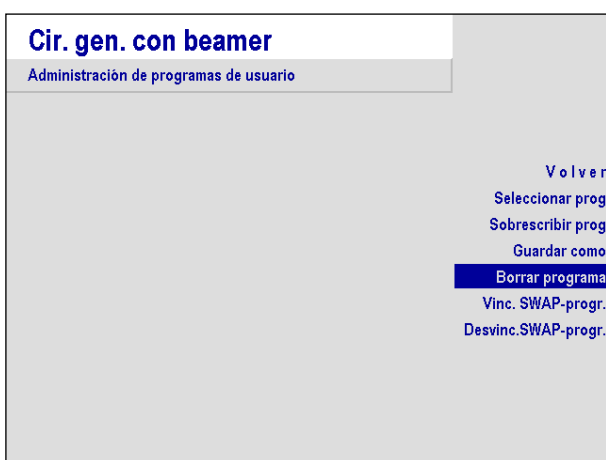 Cir. gen. con beamer
Administración de programas de usuario
Volver
Seleccionar prog
Sobrescribir prog
Guardar como
Borrar programa
Vinc. SWAP-progr.
Desvinc.SWAP-progr.